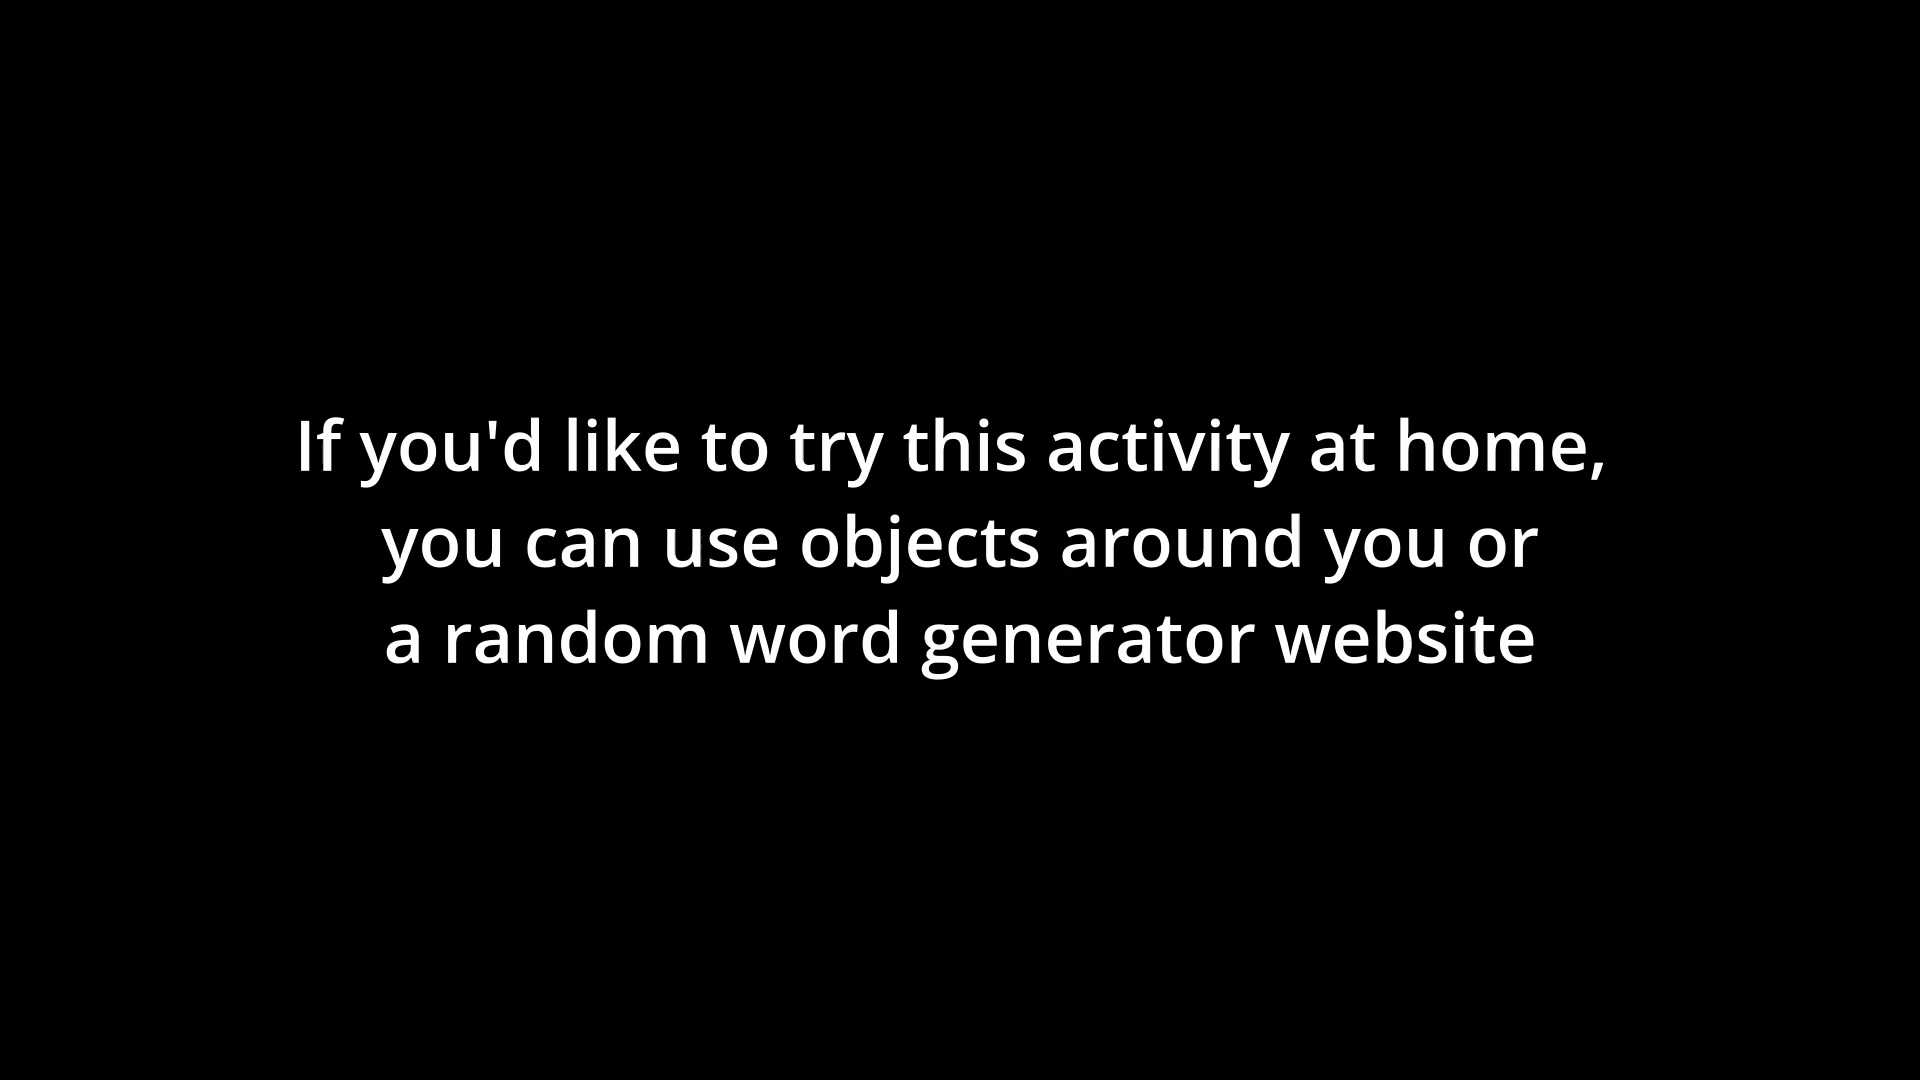 If you'd like to try this activity at home,
you can use objects around you or
a random word generator website